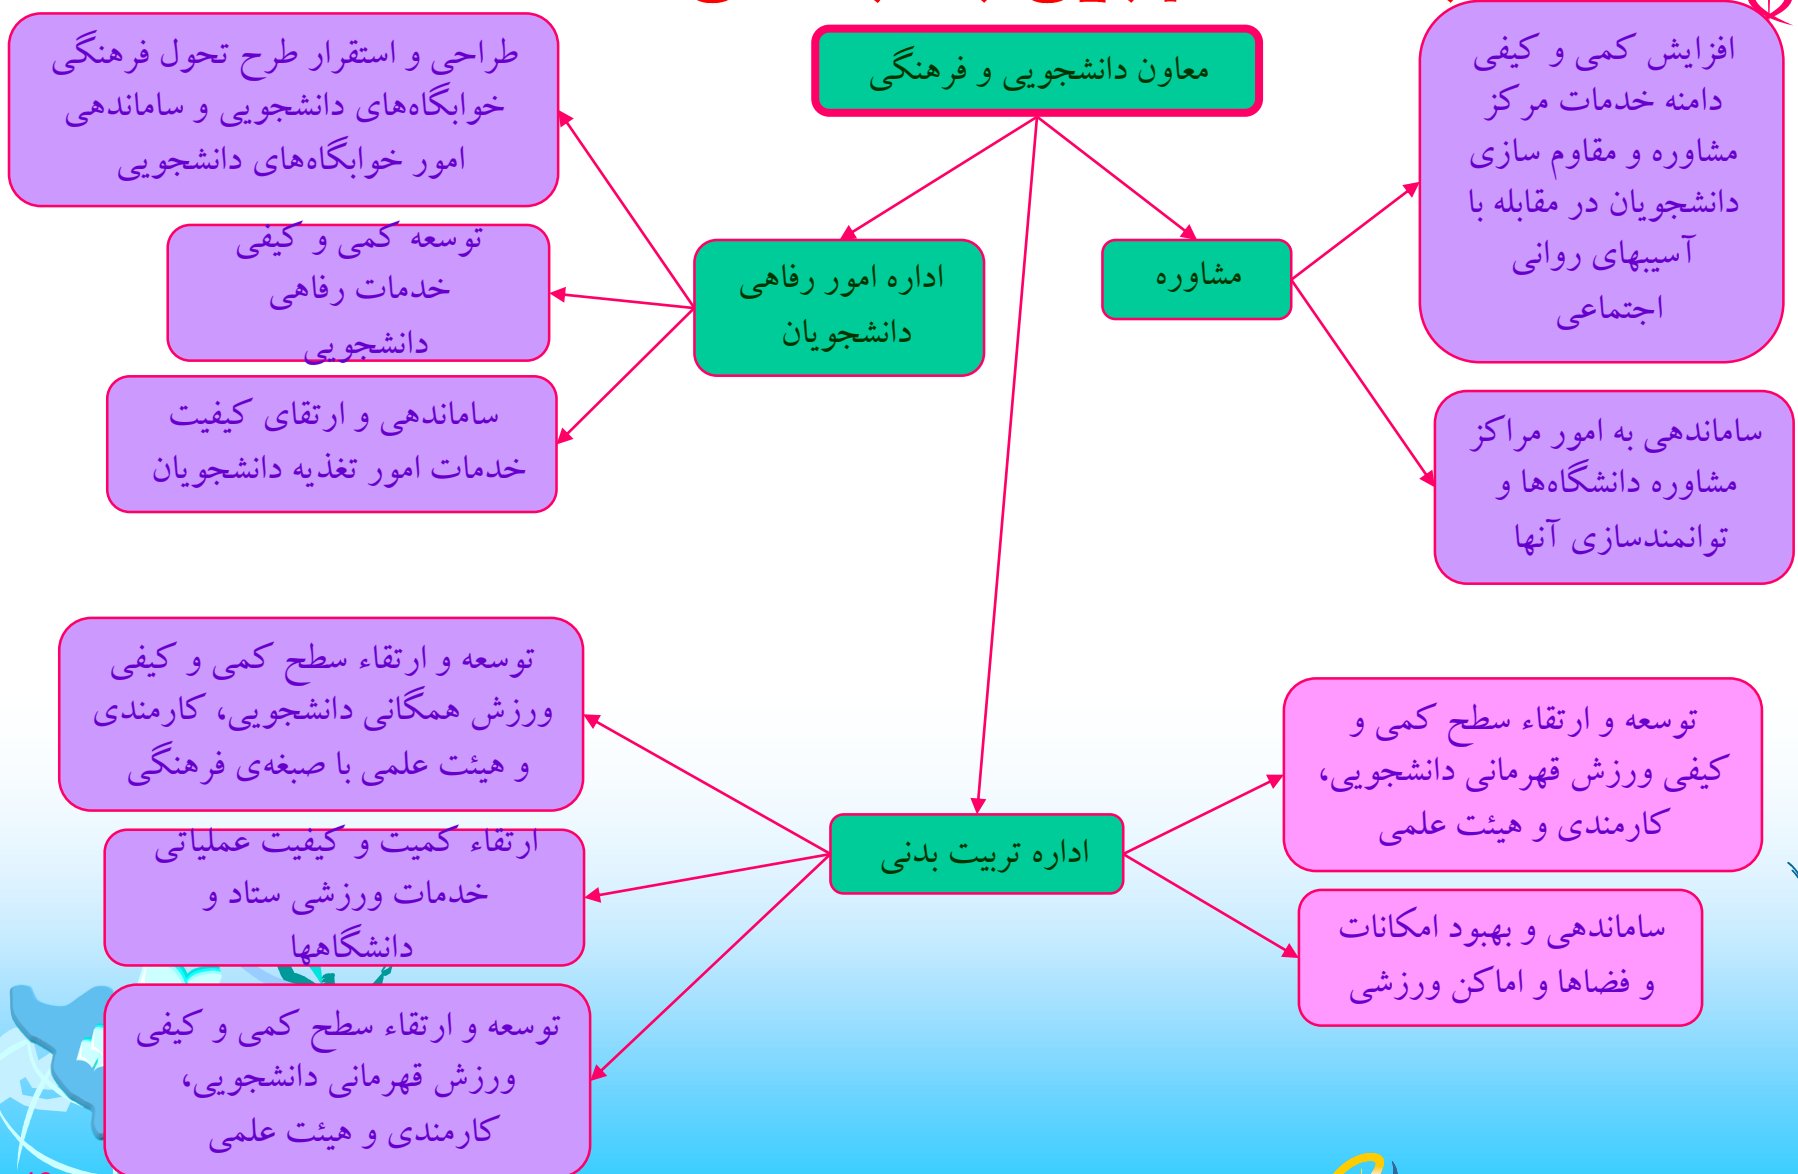 معاون دانشجویی و فرهنگی
افزایش کمی و کیفی
دامنه خدمات مرکز
مشاوره و مقاوم سازی
دانشجویان در مقابله با
آسیبهای روانی
اجتماعی
طراحی و استقرار طرح تحول فرهنگی
خوابگاه‌های دانشجویی و ساماندهی
امور خوابگاه‌های دانشجویی
مشاوره
اداره امور رفاهی
دانشجویان
توسعه کمی و کیفی
خدمات رفاهی
دانشجویی
ساماندهی به امور مراکز
مشاوره دانشگاه‌ها و
توانمندسازی آنها
ساماندهی و ارتقای کیفیت
خدمات امور تغذیه دانشجویان
توسعه و ارتقاء سطح کمی و
کیفی ورزش قهرمانی دانشجویی،
کارمندی و هیئت علمی
توسعه و ارتقاء سطح کمی و کیفی
ورزش همگانی دانشجویی، کارمندی
و هیئت علمی با صبغه‌ی فرهنگی
اداره تربیت بدنی
ساماندهی و بهبود امکانات
و فضاها و اماکن ورزشی
ارتقاء کمیت و کیفیت عملیاتی
خدمات ورزشی ستاد و
دانشگاهها
توسعه و ارتقاء سطح کمی و کیفی
ورزش قهرمانی دانشجویی،
کارمندی و هیئت علمی